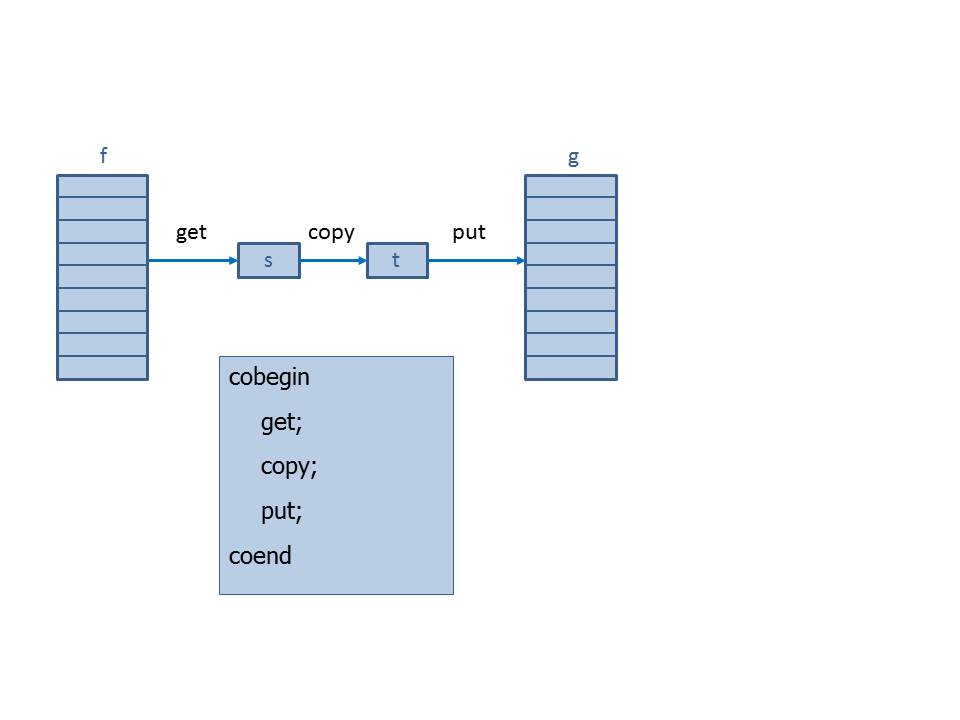 f
g
get
copy
put
s
t
cobegin
get;
copy;
put;
coend